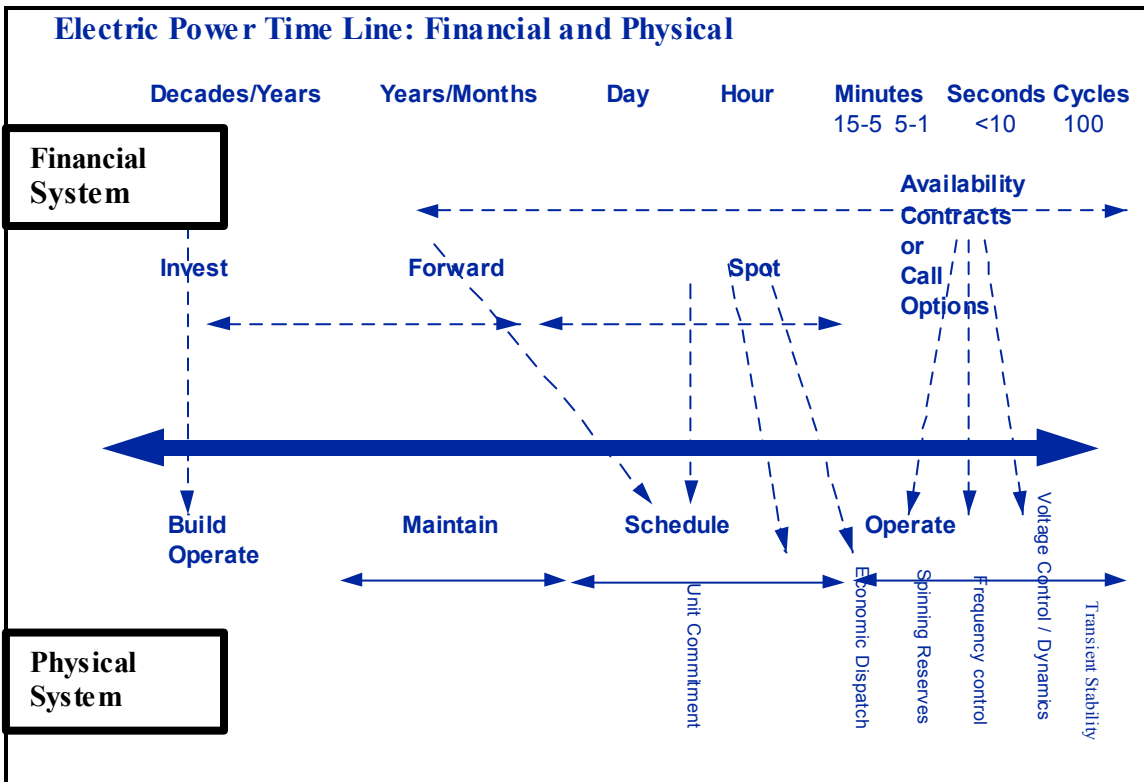 Electric Power Time Line: Financial and Physical
Decades/Years Years/Months Day Hour Minutes Seconds Cycles
15-5 5-1 <10 100
Financial
System
Availability
Contracts
or
Call
Options
Invest Forward Spot
Build
Operate
Maintain Schedule Operate
Unit Commitment
Economic Dispatch
Spinning Reserves
Frequency control
Voltage Control / Dynamics
Transient Stability
Physical
System